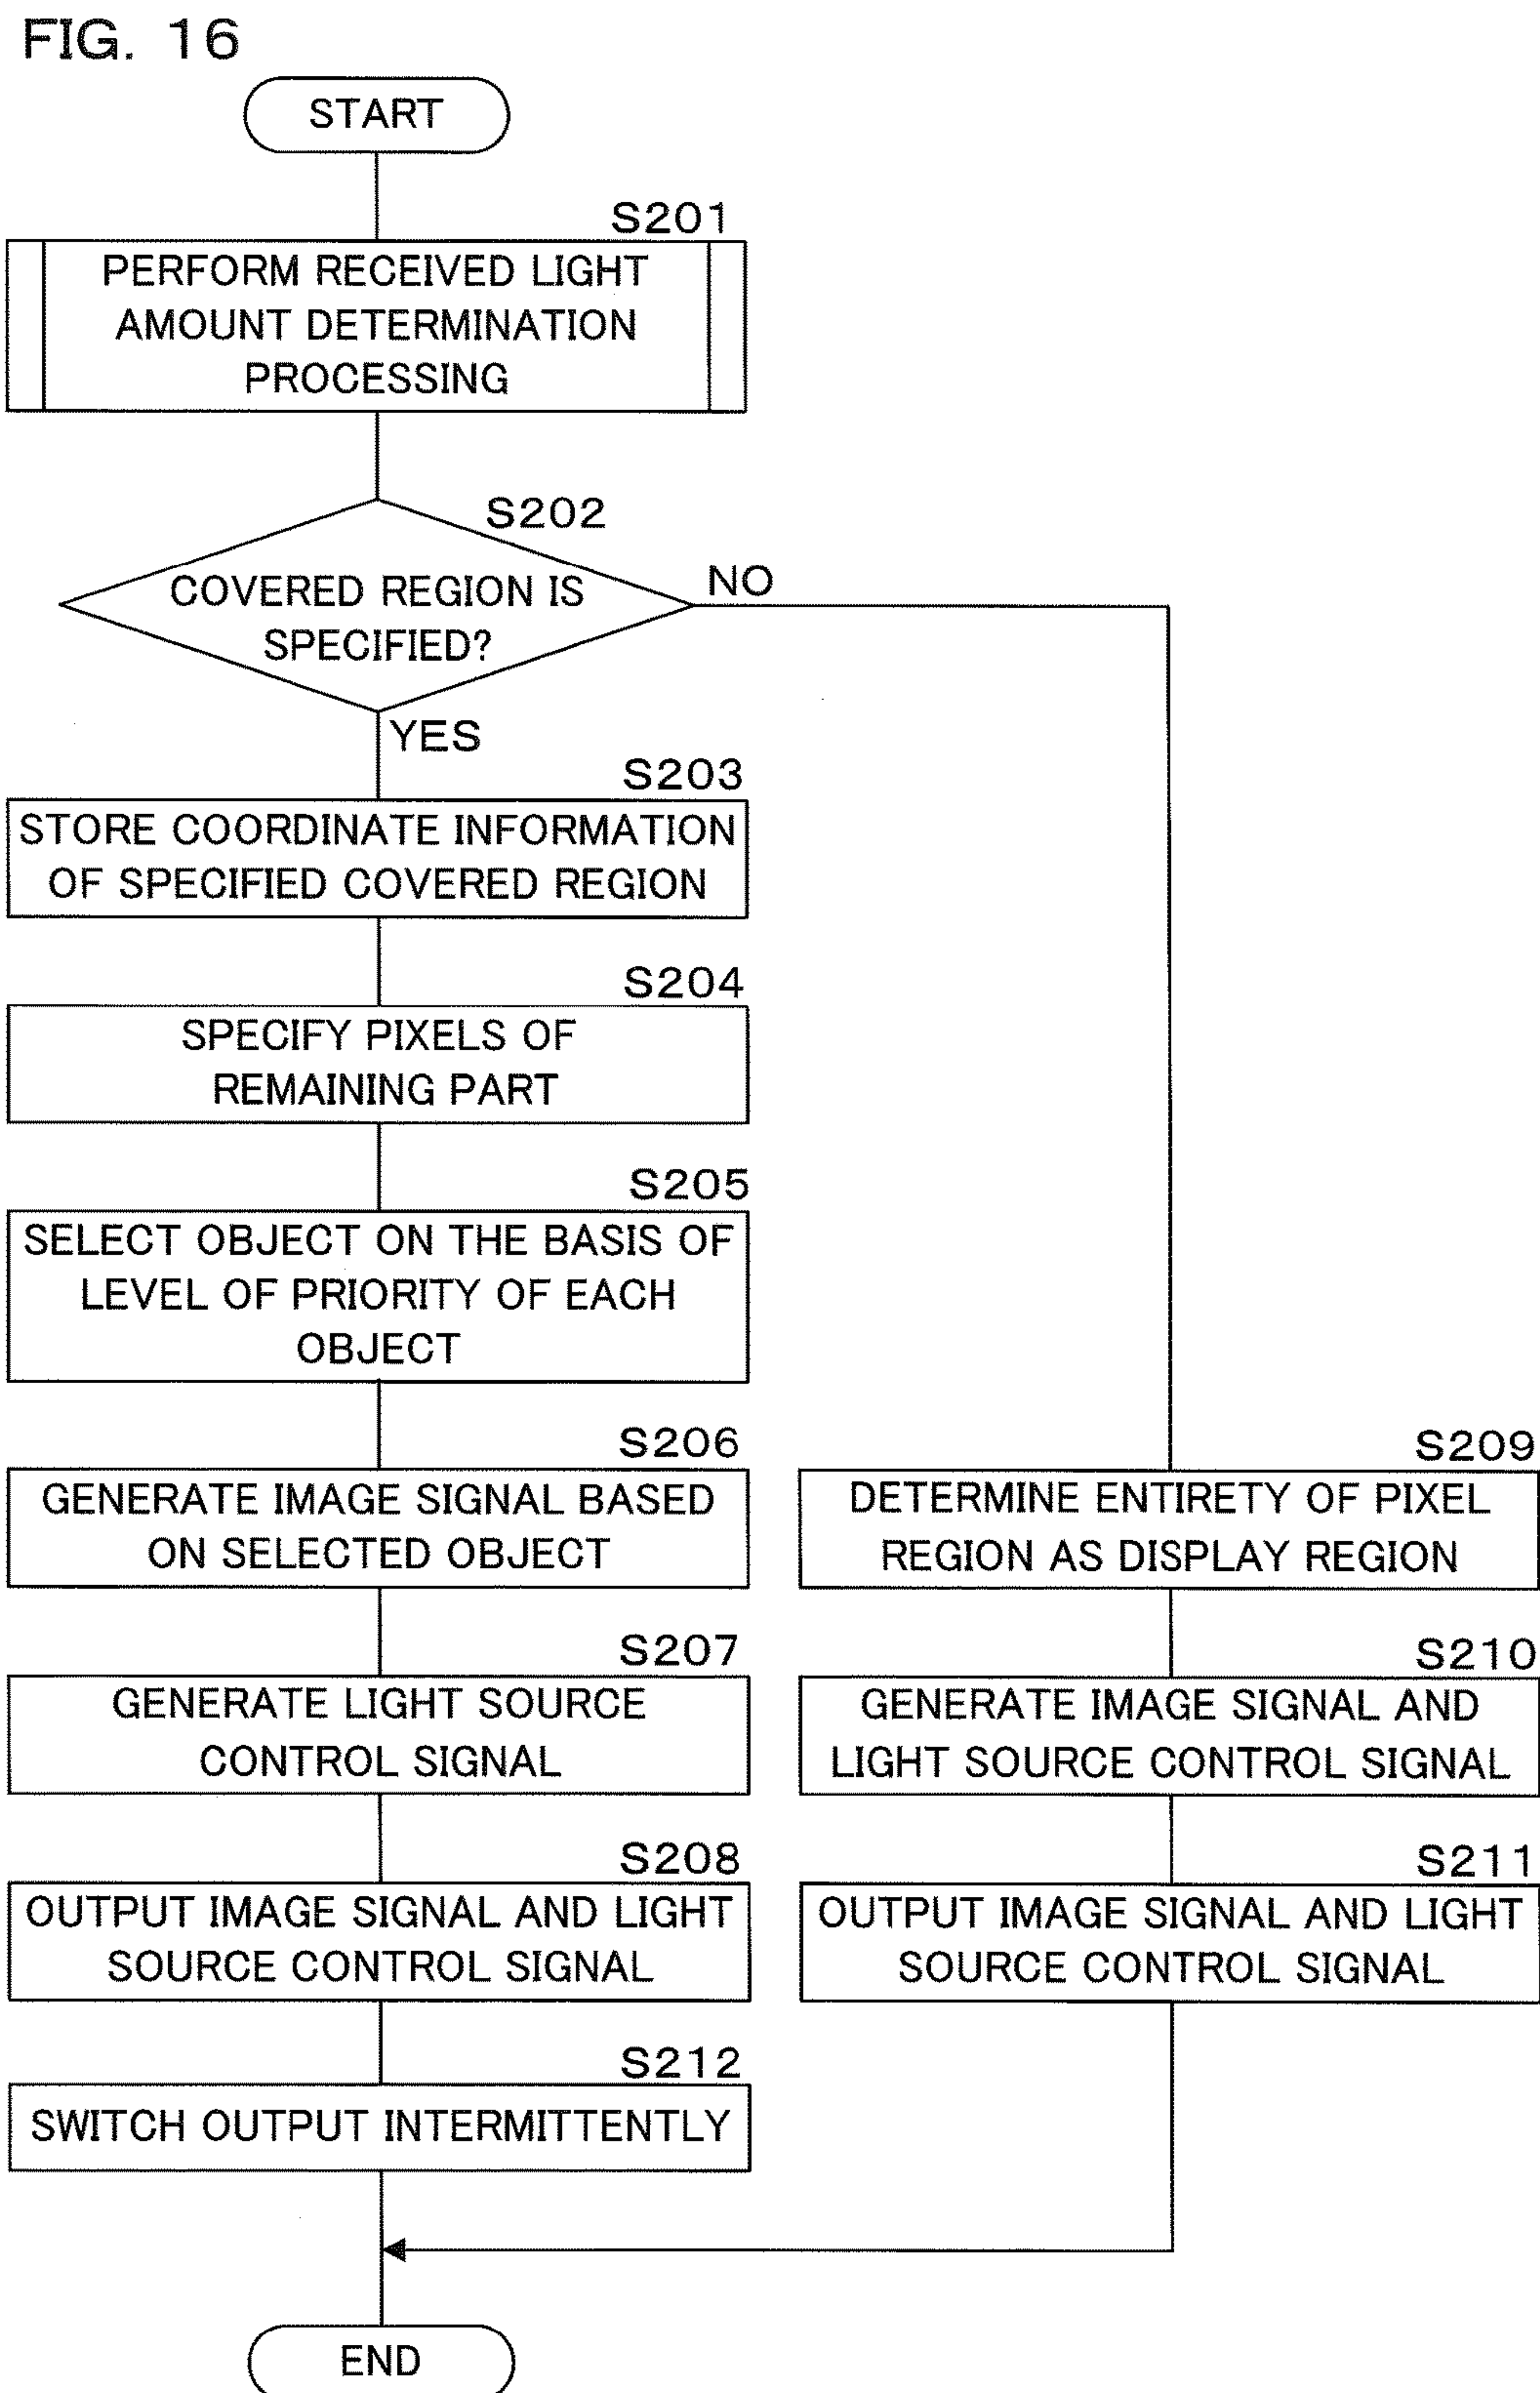 FIG. 16
START
S201
PERFORM RECEIVED LIGHT
AMOUNT DETERMINATION
PROCESSING
S202
COVERED REGION IS
SPECIFIED?
NO
YES
S203
STORE COORDINATE INFORMATION
OF SPECIFIED COVERED REGION
S204
SPECIFY PIXELS OF
REMAINING PART
S205
SELECT OBJECT ON THE BASIS OF
LEVEL OF PRIORITY OF EACH
OBJECT
S206
GENERATE IMAGE SIGNAL BASED
ON SELECTED OBJECT
S207
GENERATE LIGHT SOURCE
CONTROL SIGNAL
S208
OUTPUT IMAGE SIGNAL AND LIGHT
SOURCE CONTROL SIGNAL
S212
SWITCH OUTPUT INTERMITTENTLY
S209
DETERMINE ENTIRETY OF PIXEL
REGION AS DISPLAY REGION
S210
GENERATE IMAGE SIGNAL AND
LIGHT SOURCE CONTROL SIGNAL
S211
OUTPUT IMAGE SIGNAL AND LIGHT
SOURCE CONTROL SIGNAL
END